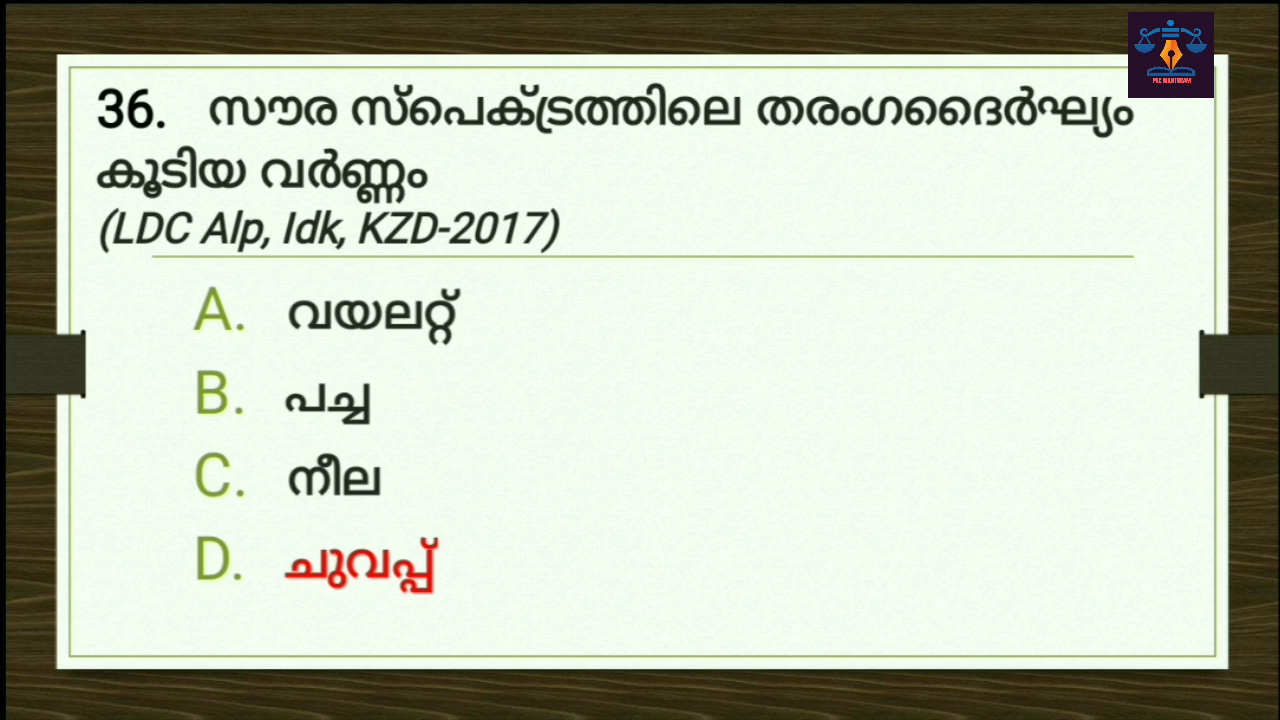 36. സൗര സ്പെക്ട്രത്തിലെ തരംഗദൈർഘ്യം
കൂടിയ വർണ്ണം
(LDC Alp, Idk, KZD-2017)
A. വയലറ്റ്
B. പച്ച
C. നീല
D. ചുവപ്പ്